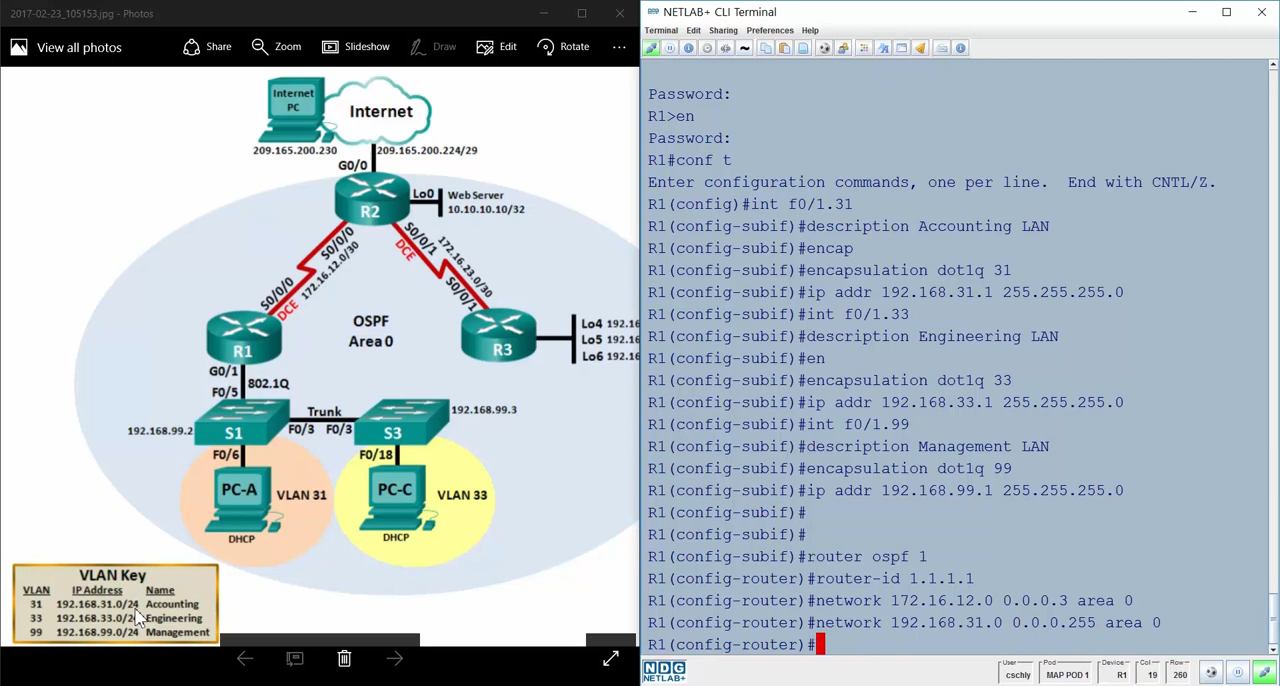 2017-02-23_105153.jpg - Photos
View all photos
Share
Zoom
Slideshow
Draw
Edit
Rotate
Internet
PC
Internet
209.165.200.230
209.165.200.224/29
G0/0
Lo0
Web Server
10.10.10.10/32
R2
S0/0/0
S0/0/1
DCE
172.16.12.0/30
172.16.23.0/30
S0/0/0
DCE
S0/0/1
OSPF
Area 0
R1
R3
Lo4 192.16
Lo5 192.16
Lo6 192.16
G0/1
802.1Q
F0/5
Trunk
192.168.99.3
192.168.99.2
S1
F0/3
F0/3
S3
F0/6
F0/18
PC-A
VLAN 31
PC-C
VLAN 33
DHCP
DHCP
VLAN Key
VLAN IP Address Name
31 192.168.31.0/24 Accounting
33 192.168.33.0/24 Engineering
99 192.168.99.0/24 Management
NETLAB+ CLI Terminal
Terminal Edit Sharing Preferences Help
Password:
R1>en
Password:
R1#conf t
Enter configuration commands, one per line.  End with CNTL/Z.
R1(config)#int f0/1.31
R1(config-subif)#description Accounting LAN
R1(config-subif)#encap
R1(config-subif)#encapsulation dot1q 31
R1(config-subif)#ip addr 192.168.31.1 255.255.255.0
R1(config-subif)#int f0/1.33
R1(config-subif)#description Engineering LAN
R1(config-subif)#en
R1(config-subif)#encapsulation dot1q 33
R1(config-subif)#ip addr 192.168.33.1 255.255.255.0
R1(config-subif)#int f0/1.99
R1(config-subif)#description Management LAN
R1(config-subif)#encapsulation dot1q 99
R1(config-subif)#ip addr 192.168.99.1 255.255.255.0
R1(config-subif)#
R1(config-subif)#
R1(config-subif)#router ospf 1
R1(config-router)#router-id 1.1.1.1
R1(config-router)#network 172.16.12.0 0.0.0.3 area 0
R1(config-router)#network 192.168.31.0 0.0.0.255 area 0
R1(config-router)#
NDG
NETLAB+
User
cschly
Pod
MAP POD 1
Device
R1
Col
19
Row
260